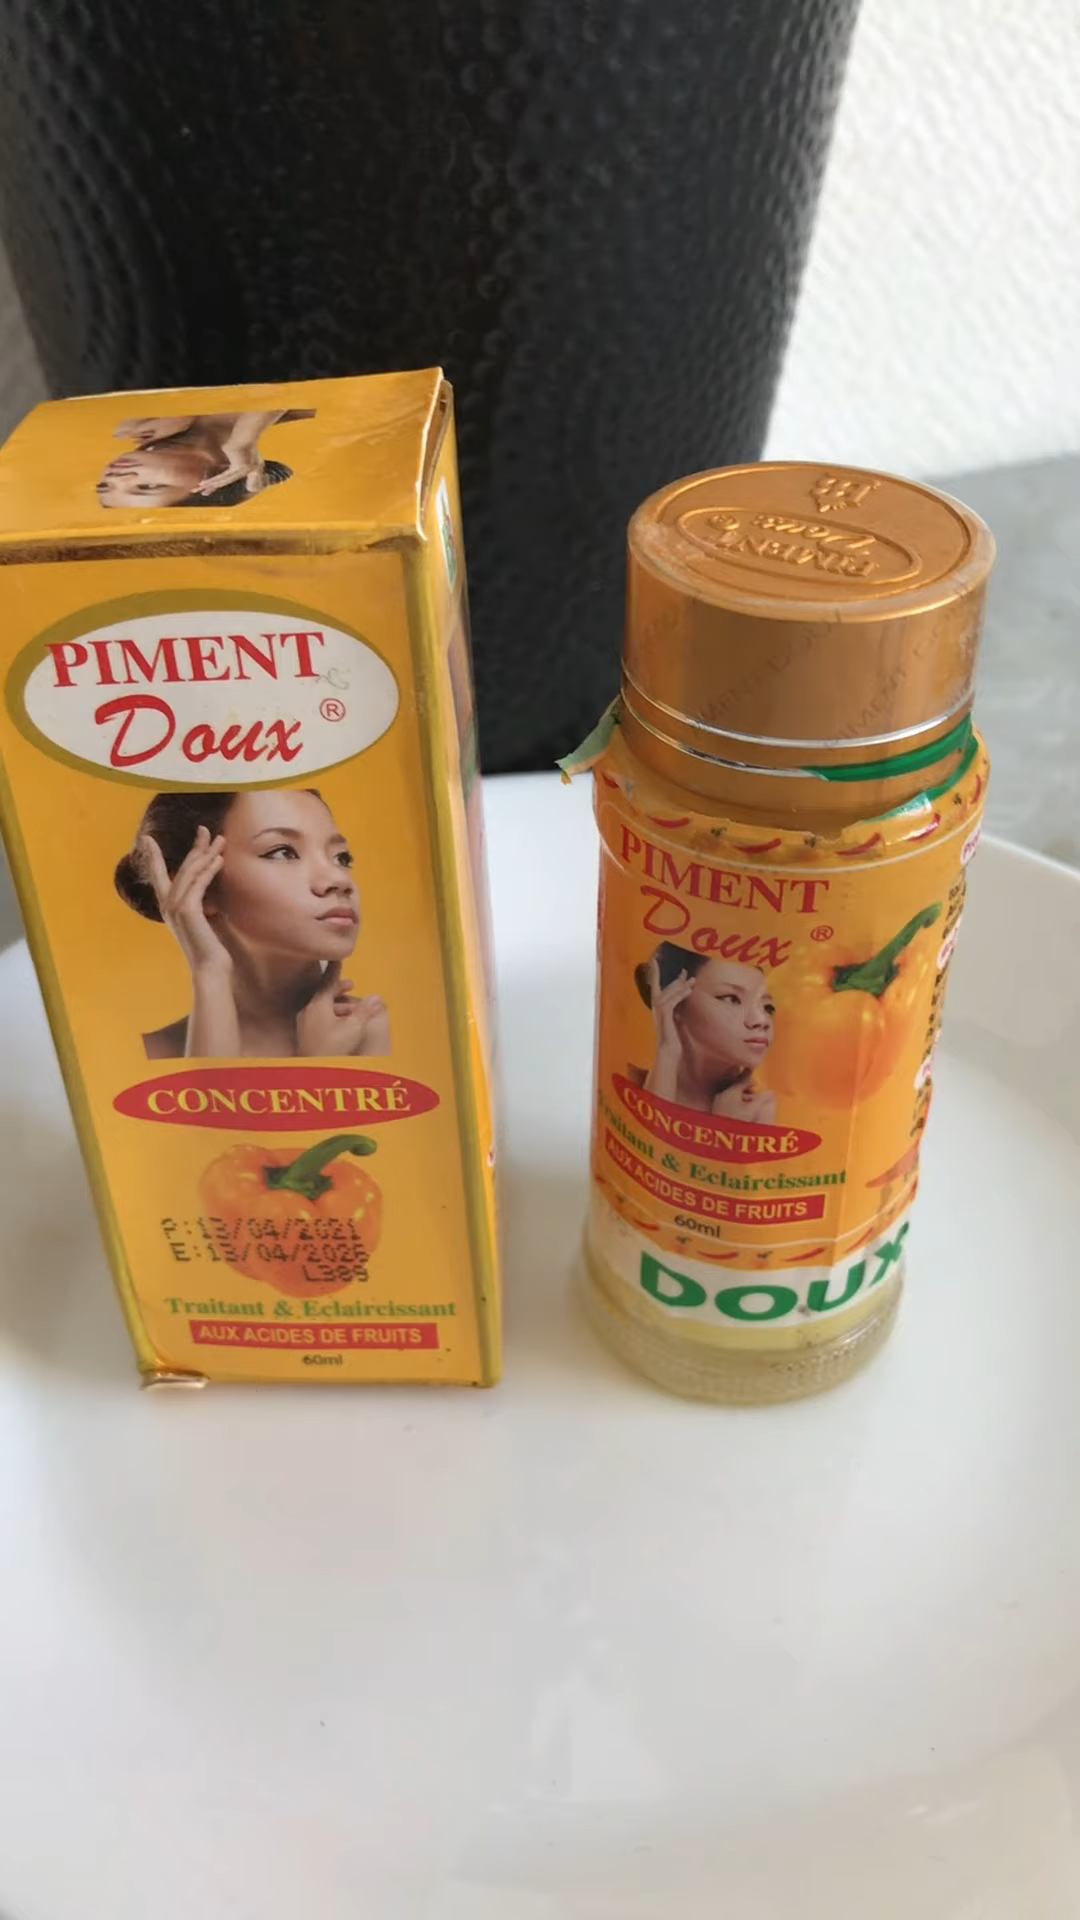 PIMENT
Doux ®
CONCENTRÉ
P:13/04/2021
E:13/04/2026
L389
Traitant & Eclaircissant
AUX ACIDES DE FRUITS
60ml
PIMENT
Doux ®
PIMENT
Doux ®
CONCENTRÉ
Traitant & Eclaircissant
AUX ACIDES DE FRUITS
60ml
DOUX